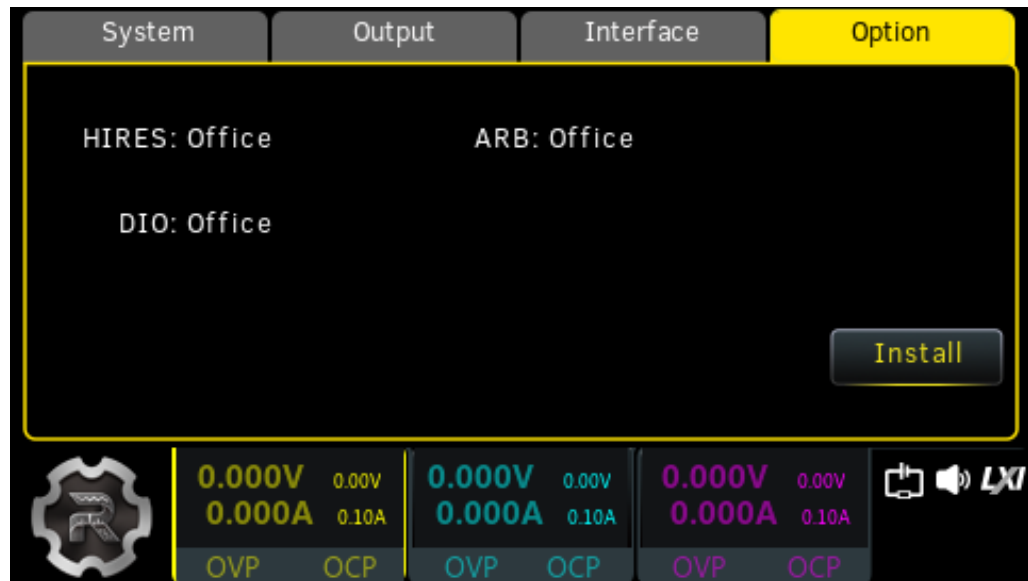 System Output Interface Option
HIRES: Office ARB: Office
DIO: Office
Install
0.000V 0.00V 0.000V 0.00V 0.000V 0.00V
0.000A 0.10A 0.000A 0.10A 0.000A 0.10A
OVP OCP OVP OCP OVP OCP
LXI